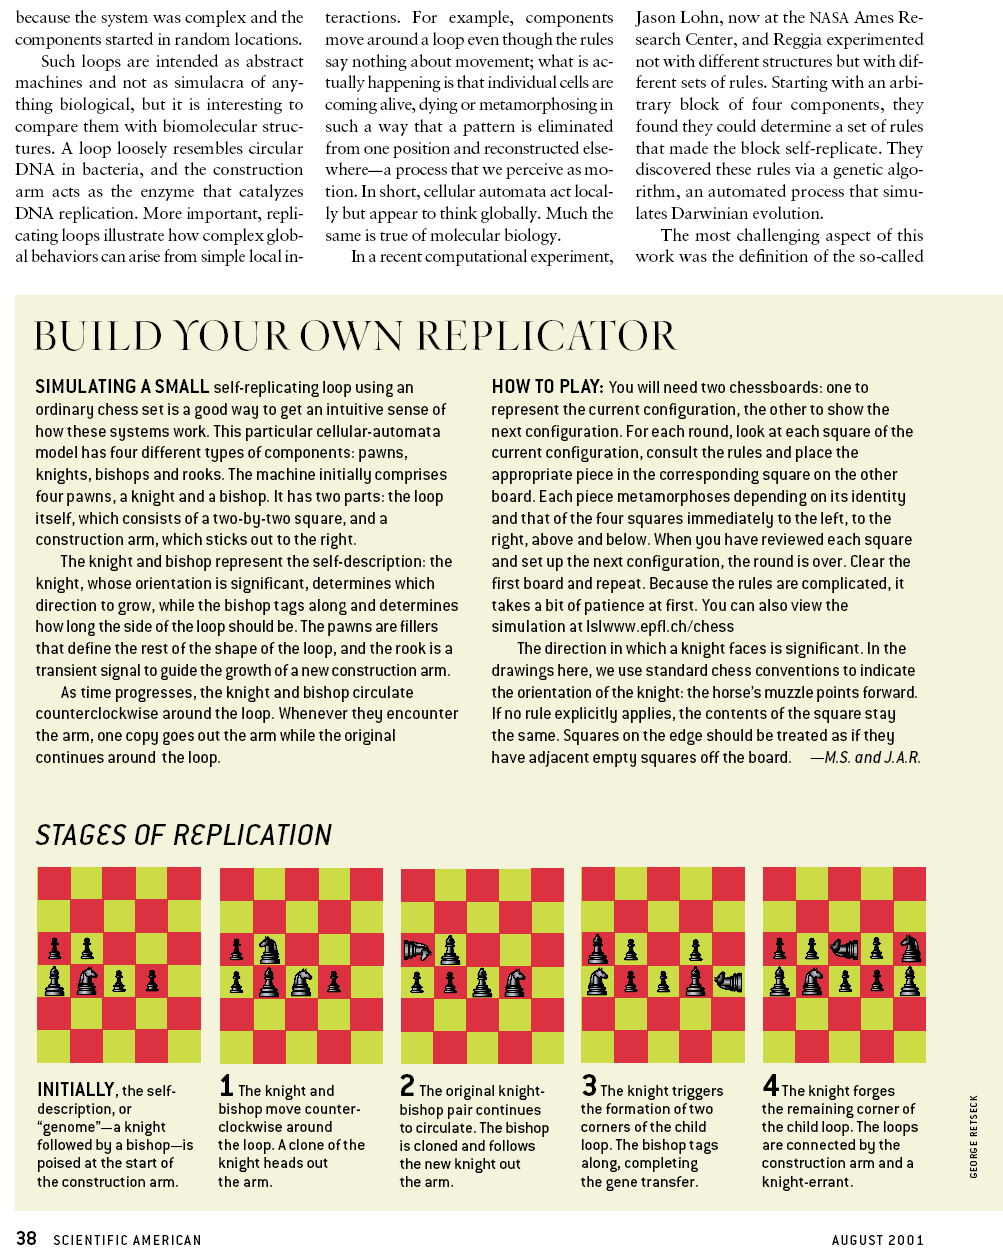 because the system was complex and the
components started in random locations.
Such loops are intended as abstract
machines and not as simulacra of any-
thing biological, but it is interesting to
compare them with biomolecular struc-
tures. A loop loosely resembles circular
DNA in bacteria, and the construction
arm acts as the enzyme that catalyzes
DNA replication. More important, repli-
cating loops illustrate how complex glob-
al behaviors can arise from simple local in-
teractions. For example, components
move around a loop even though the rules
say nothing about movement; what is ac-
tually happening is that individual cells are
coming alive, dying or metamorphosing in
such a way that a pattern is eliminated
from one position and reconstructed else-
where—a process that we perceive as mo-
tion. In short, cellular automata act local-
ly but appear to think globally. Much the
same is true of molecular biology.
In a recent computational experiment,
Jason Lohn, now at the NASA Ames Re-
search Center, and Reggia experimented
not with different structures but with dif-
ferent sets of rules. Starting with an arbi-
trary block of four components, they
found they could determine a set of rules
that made the block self-replicate. They
discovered these rules via a genetic algo-
rithm, an automated process that simu-
lates Darwinian evolution.
The most challenging aspect of this
work was the definition of the so-called
BUILD YOUR OWN REPLICATOR
SIMULATING A SMALL self-replicating loop using an
ordinary chess set is a good way to get an intuitive sense of
how these systems work. This particular cellular-automata
model has four different types of components: pawns,
knights, bishops and rooks. The machine initially comprises
four pawns, a knight and a bishop. It has two parts: the loop
itself, which consists of a two-by-two square, and a
construction arm, which sticks out to the right.
The knight and bishop represent the self-description: the
knight, whose orientation is significant, determines which
direction to grow, while the bishop tags along and determines
how long the side of the loop should be. The pawns are fillers
that define the rest of the shape of the loop, and the rook is a
transient signal to guide the growth of a new construction arm.
As time progresses, the knight and bishop circulate
counterclockwise around the loop. Whenever they encounter
the arm, one copy goes out the arm while the original
continues around the loop.
HOW TO PLAY: You will need two chessboards: one to
represent the current configuration, the other to show the
next configuration. For each round, look at each square of the
current configuration, consult the rules and place the
appropriate piece in the corresponding square on the other
board. Each piece metamorphoses depending on its identity
and that of the four squares immediately to the left, to the
right, above and below. When you have reviewed each square
and set up the next configuration, the round is over. Clear the
first board and repeat. Because the rules are complicated, it
takes a bit of patience at first. You can also view the
simulation at lslwww.epfl.ch/chess
The direction in which a knight faces is significant. In the
drawings here, we use standard chess conventions to indicate
the orientation of the knight: the horse's muzzle points forward.
If no rule explicitly applies, the contents of the square stay
the same. Squares on the edge should be treated as if they
have adjacent empty squares off the board. —M.S. and J.A.R.
STAGES OF REPLICATION
INITIALLY, the self-
description, or
“genome”—a knight
followed by a bishop—is
poised at the start of
the construction arm.
1 The knight and
bishop move counter-
clockwise around
the loop. A clone of the
knight heads out
the arm.
2 The original knight-
bishop pair continues
to circulate. The bishop
is cloned and follows
the new knight out
the arm.
3 The knight triggers
the formation of two
corners of the child
loop. The bishop tags
along, completing
the gene transfer.
4 The knight forges
the remaining corner of
the child loop. The loops
are connected by the
construction arm and a
knight-errant.
GEORGE RETSECK
38 SCIENTIFIC AMERICAN
AUGUST 2001